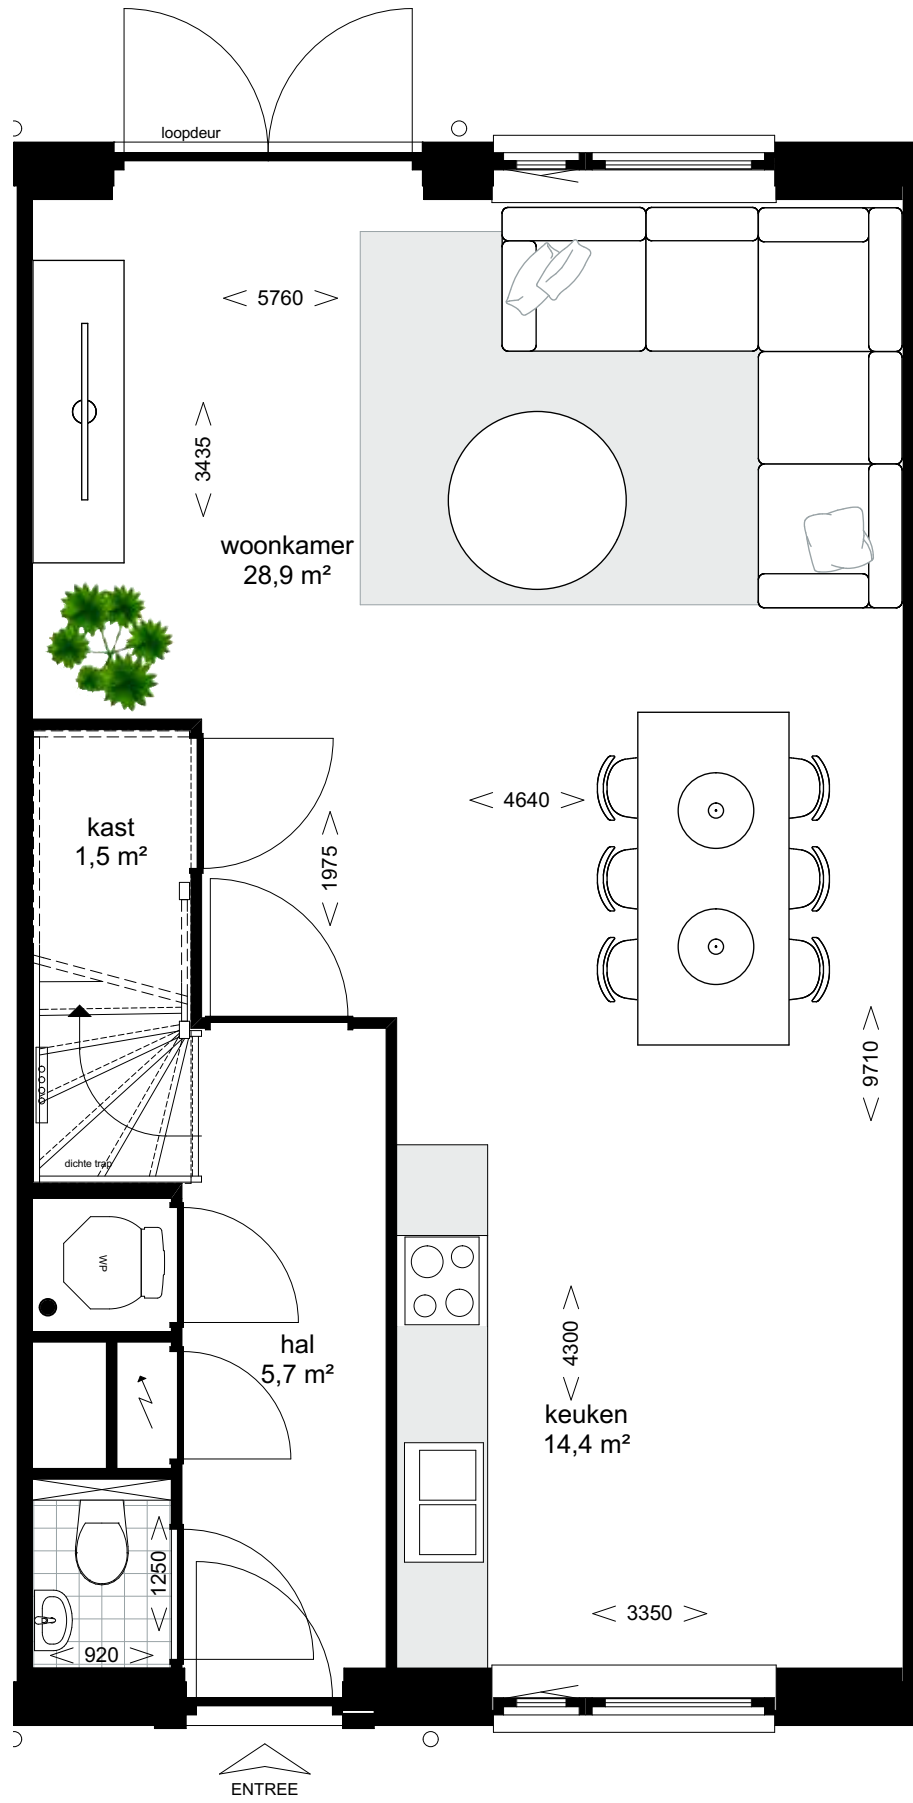 loopdeur
5760
3435
woonkamer
28,9 m²
4640
kast
1,5 m²
1975
9710
dichte trap
WP
hal
5,7 m²
4300
keuken
14,4 m²
1250
3350
920
ENTREE